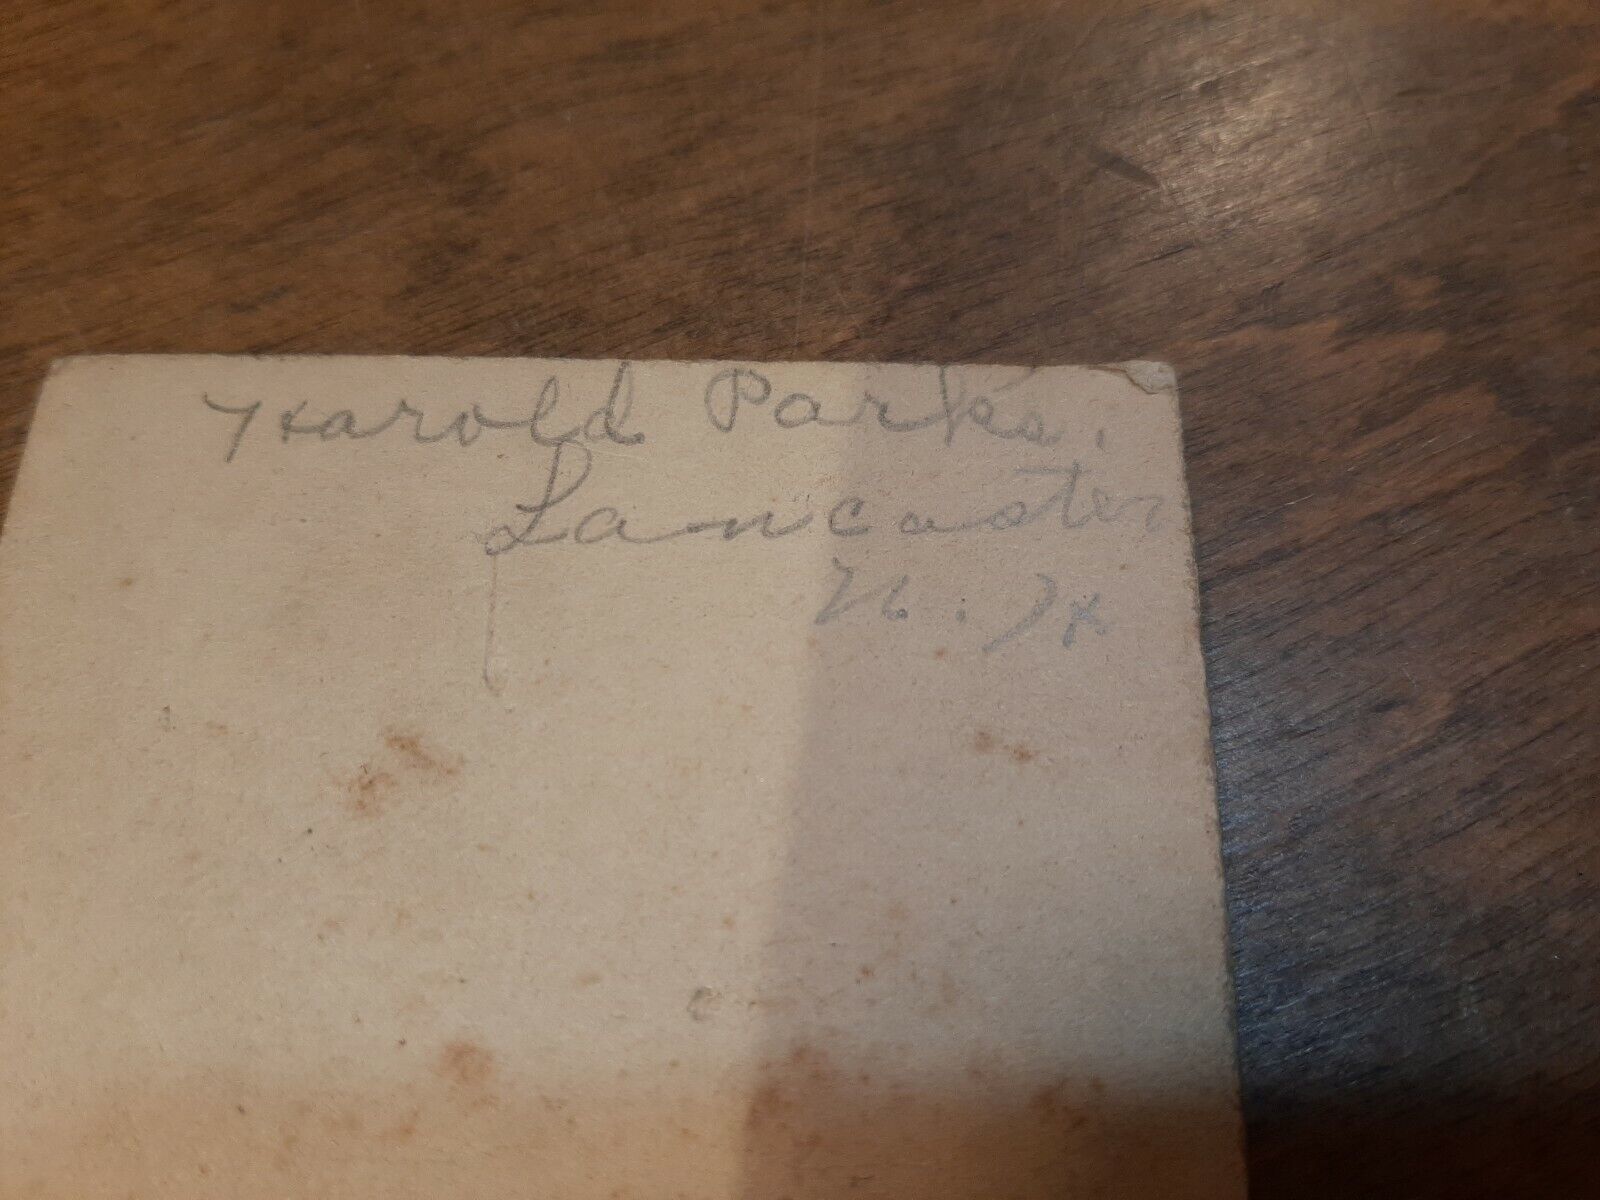 Harold Parks.
Lancaster
N. H